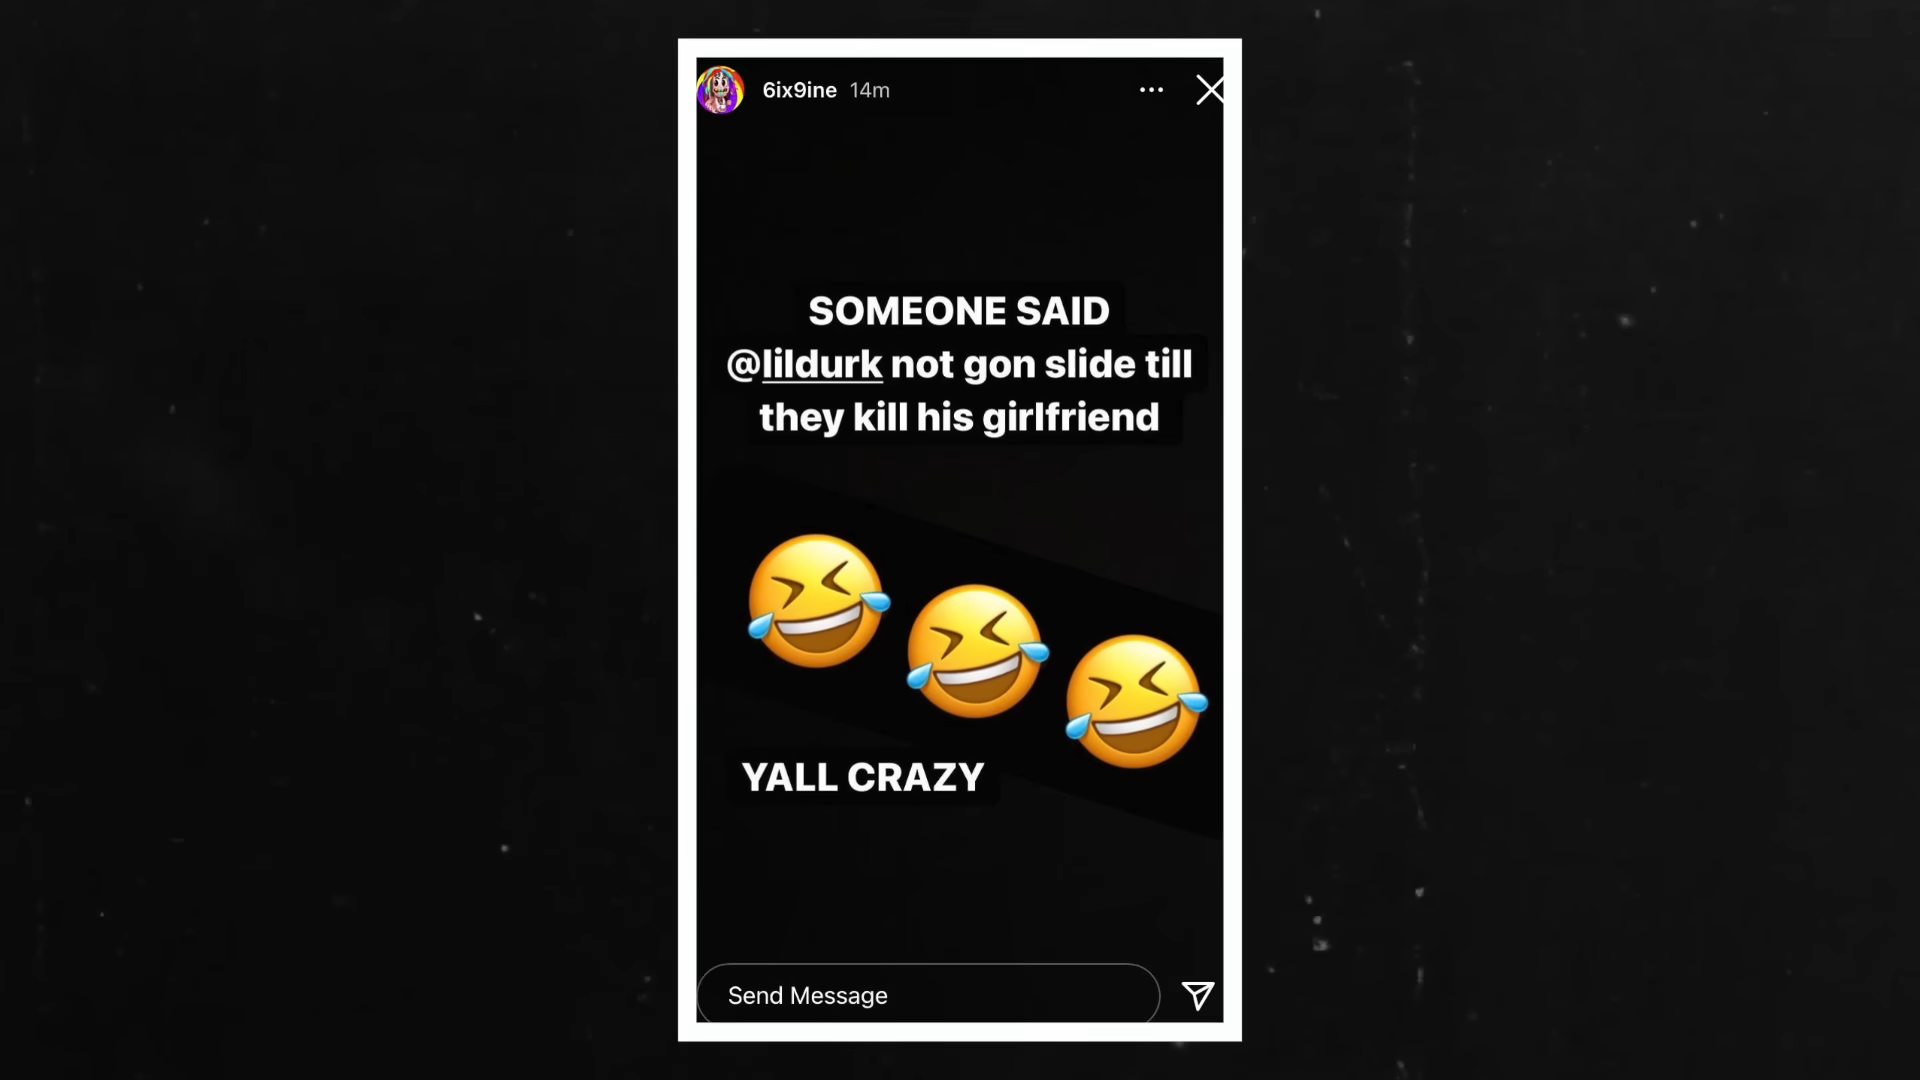 6ix9ine 14m
SOMEONE SAID
@lildurk not gon slide till
they kill his girlfriend
YALL CRAZY
Send Message